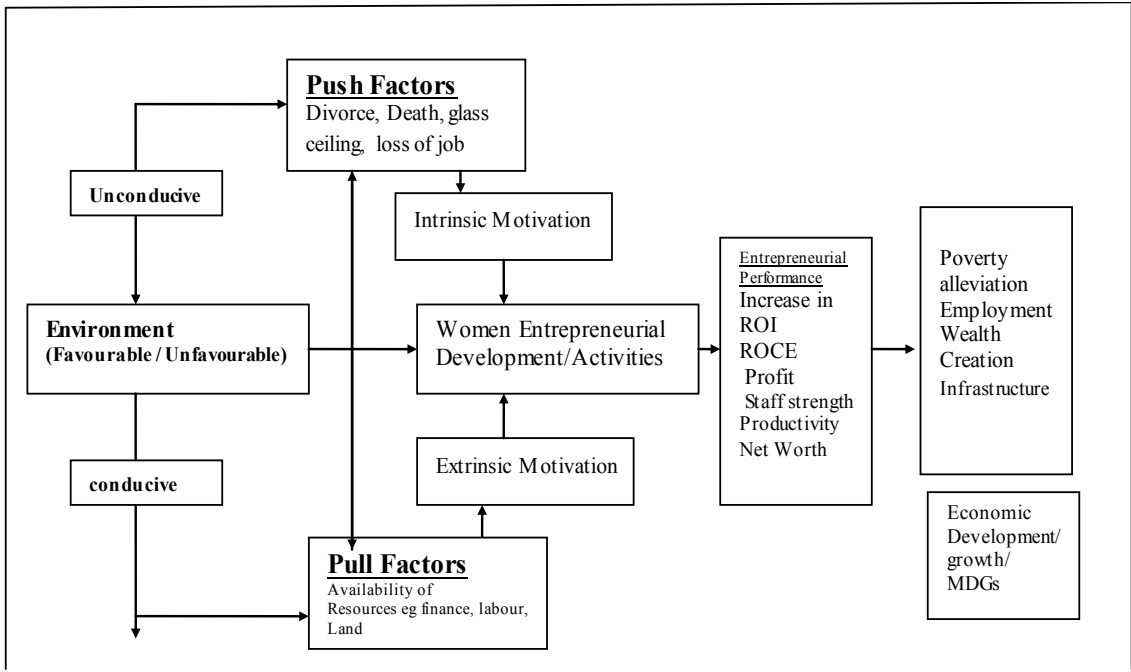 Push Factors
Divorce, Death, glass
ceiling, loss of job
Unconducive
Intrinsic Motivation
Environment
(Favourable / Unfavourable)
Women Entrepreneurial
Development/Activities
Entrepreneurial
Performance
Increase in
ROI
ROCE
Profit
Staff strength
Productivity
Net Worth
Poverty
alleviation
Employment
Wealth
Creation
Infrastructure
conducive
Extrinsic Motivation
Pull Factors
Availability of
Resources eg finance, labour,
Land
Economic
Development/
growth/
MDGs